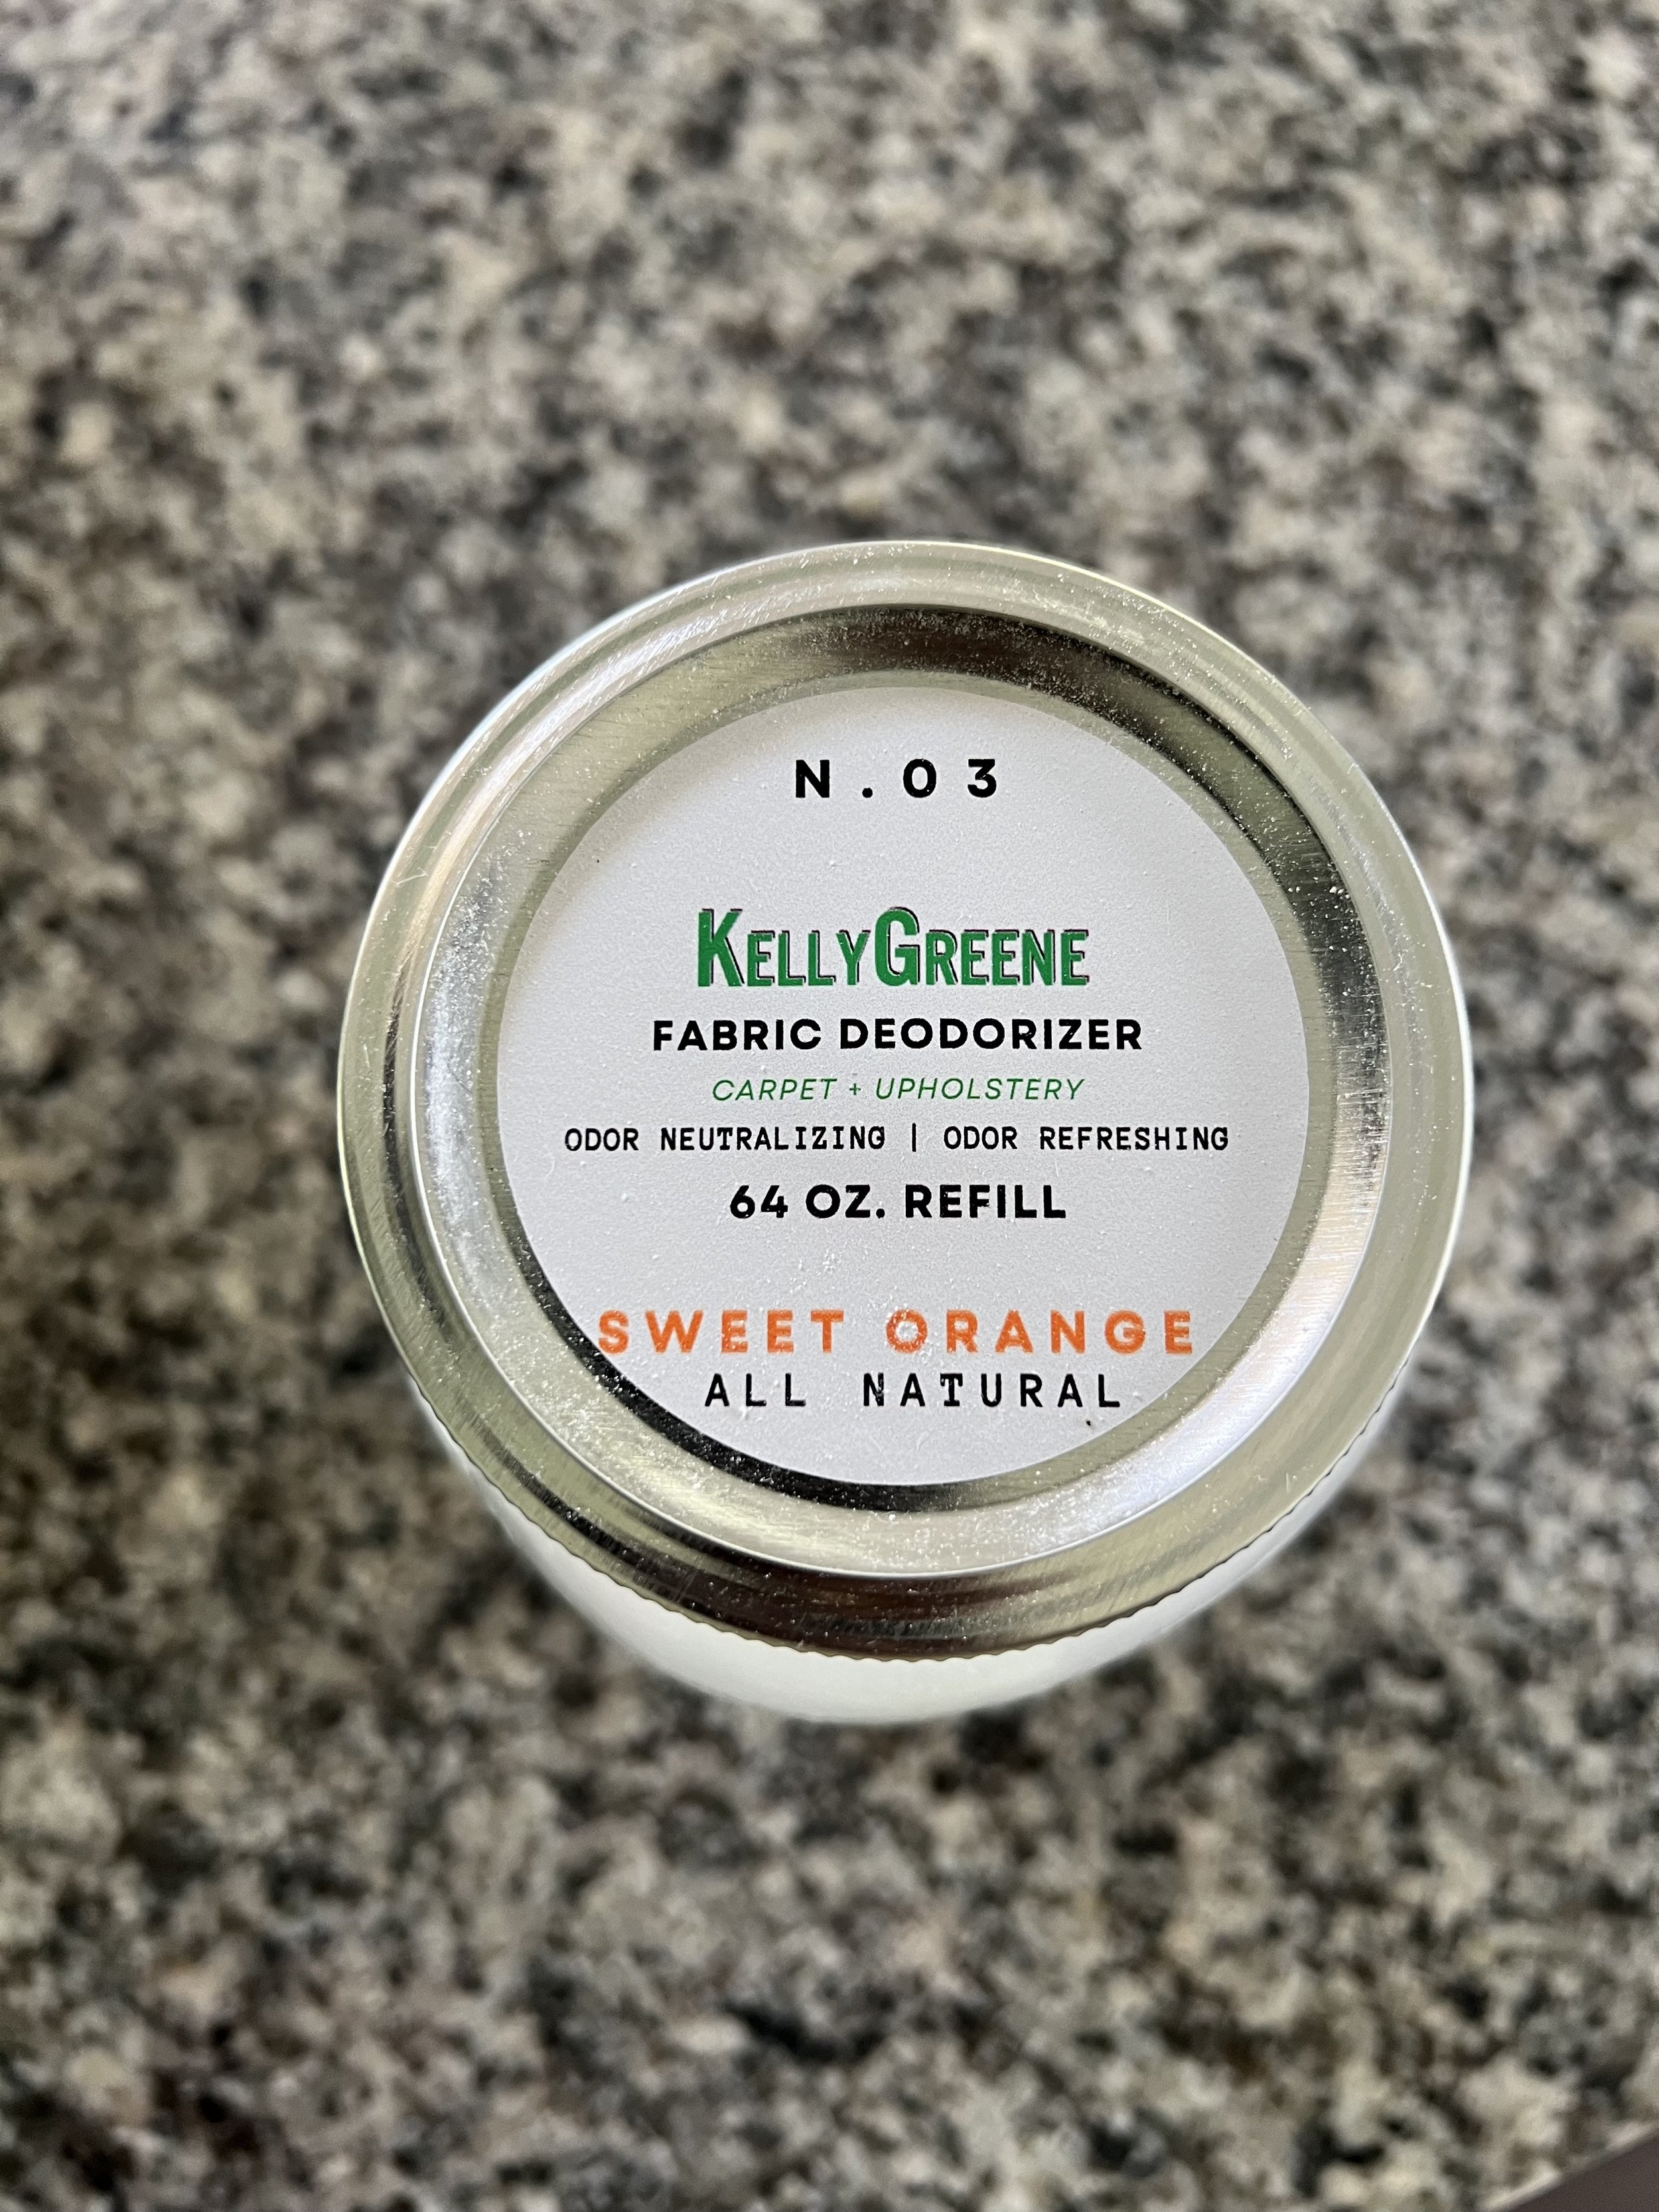 N.03
KELLYGREENE
FABRIC DEODORIZER
CARPET + UPHOLSTERY
ODOR NEUTRALIZING | ODOR REFRESHING
64 OZ. REFILL
SWEET ORANGE
ALL NATURAL